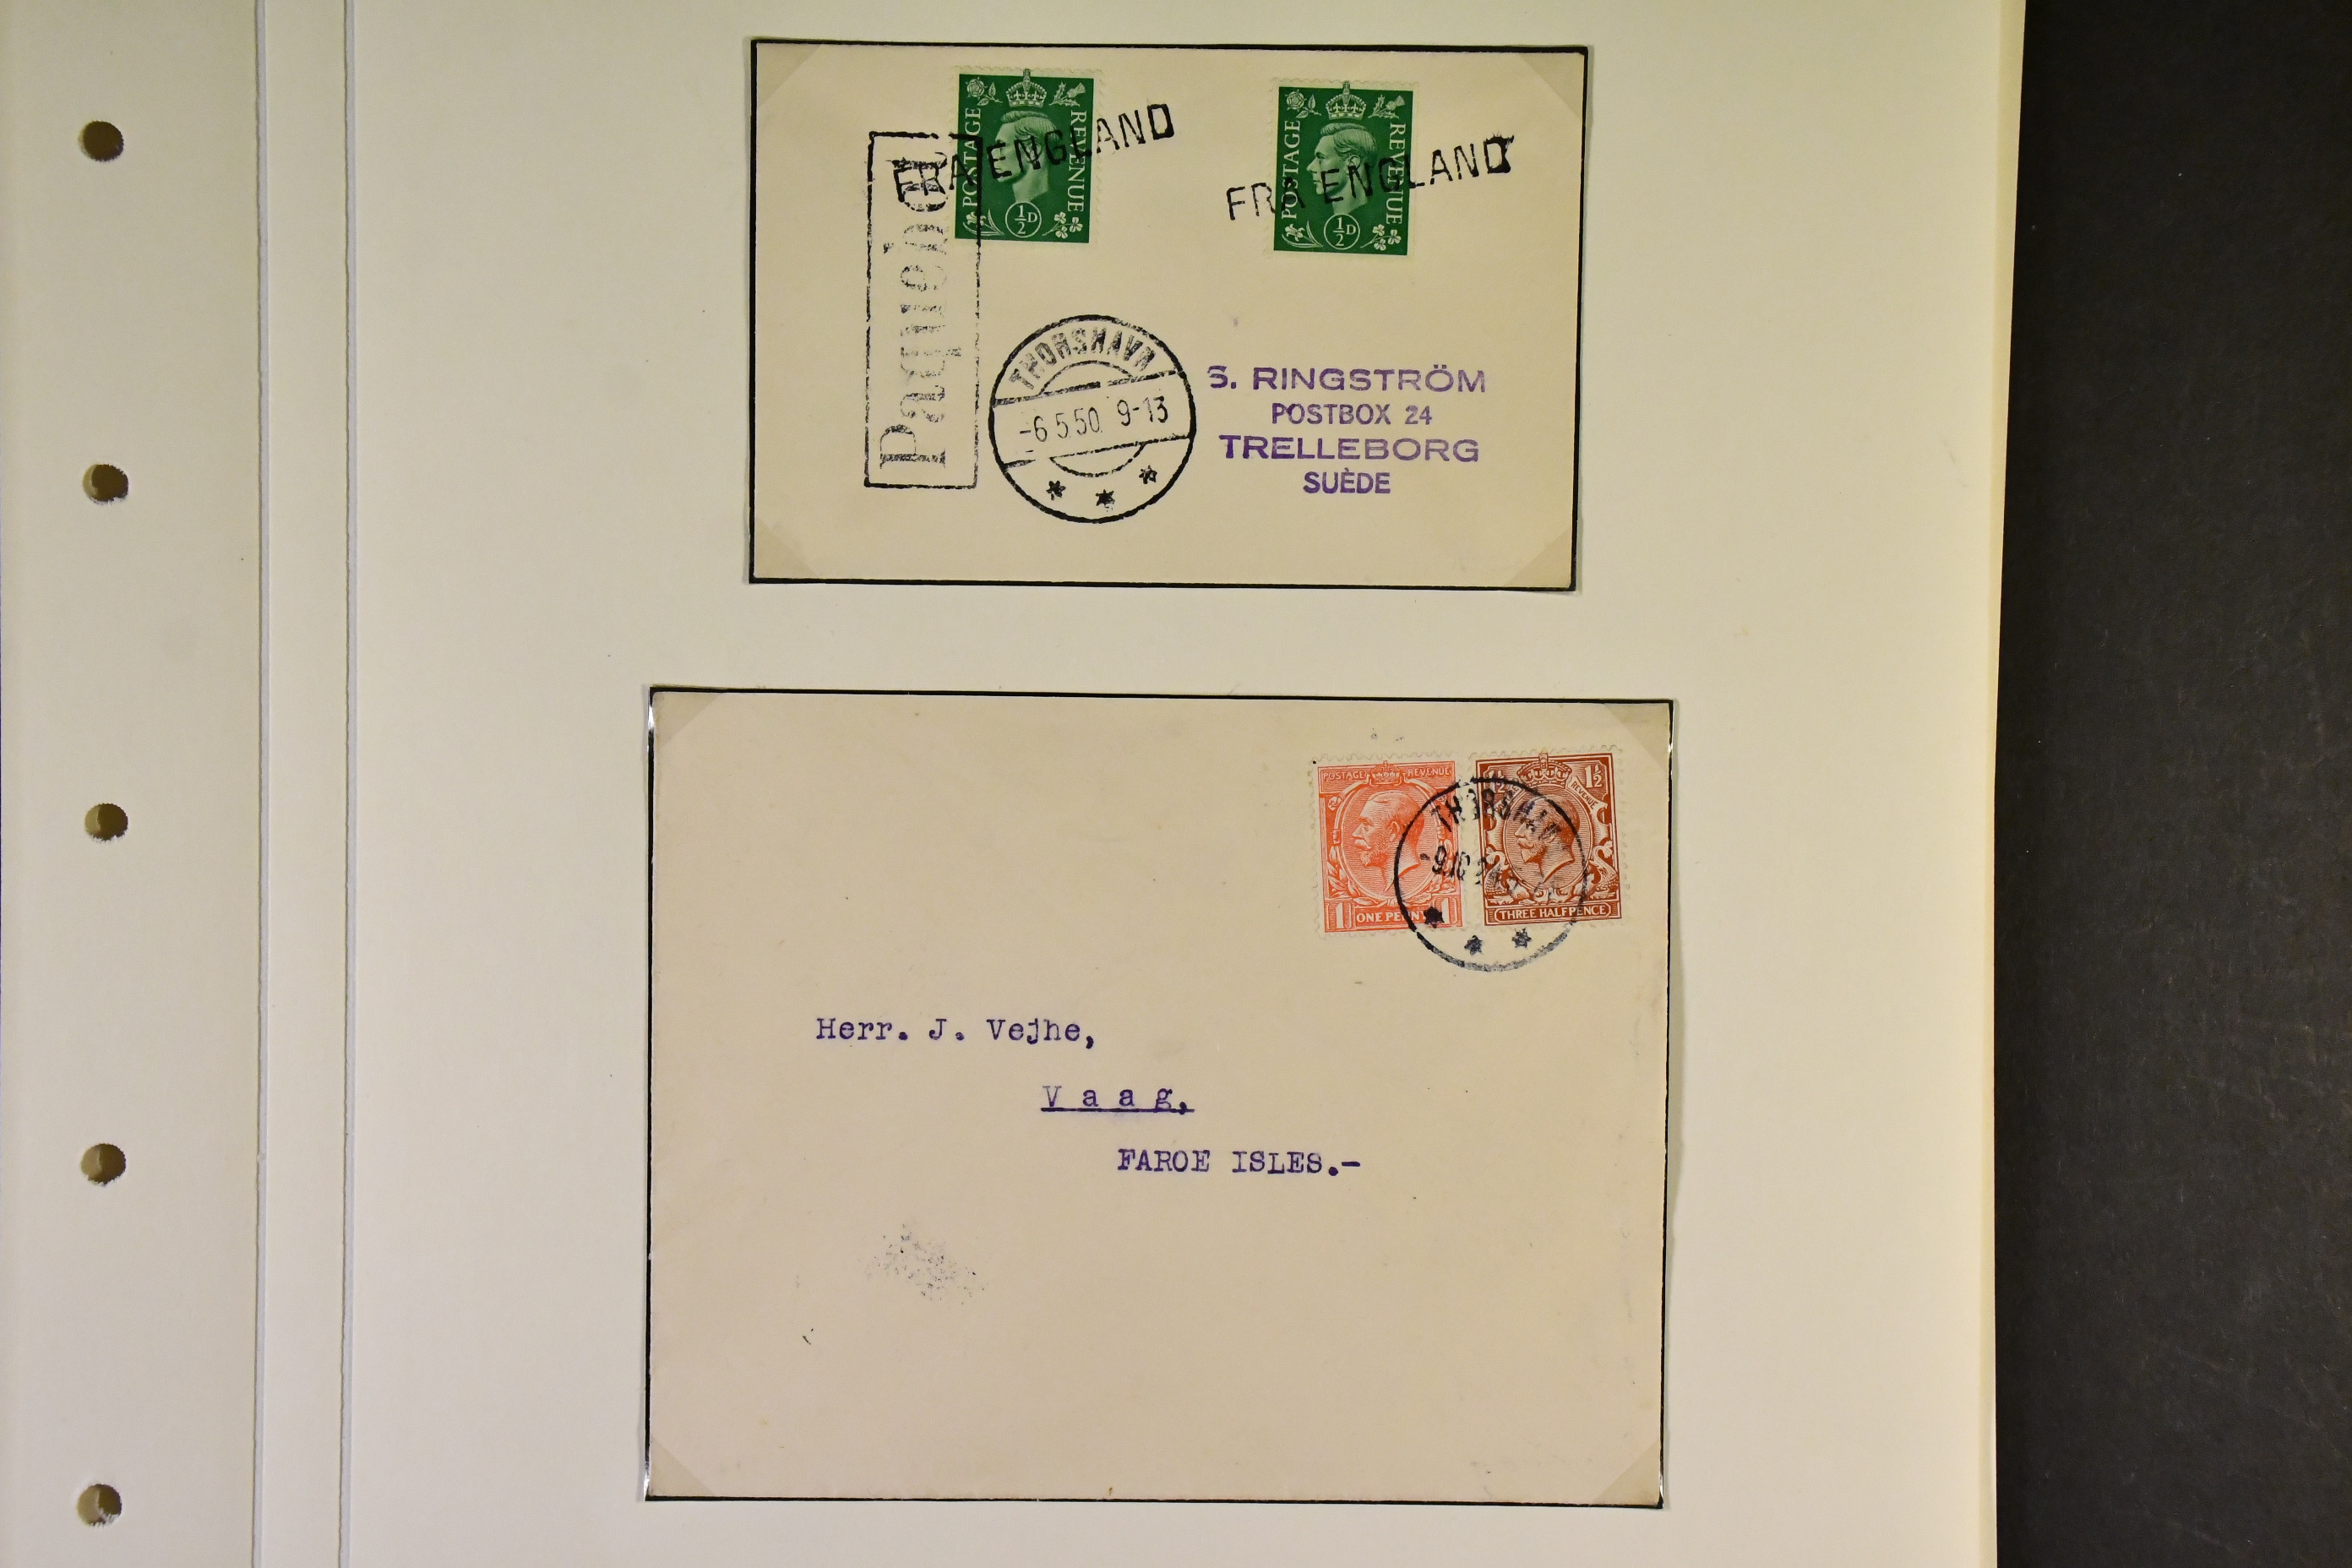 POSTAGE REVENUE
½D
FRA ENGLAND
POSTAGE REVENUE
½D
FRA ENGLAND
Paquebot
THORSHAVN
-6 5 50. 9-13
S. RINGSTRÖM
POSTBOX 24
TRELLEBORG
SUÈDE
POSTAGE REVENUE
1 ONE PENNY 1
1½ REVENUE
THREE HALFPENCE
THORSHAVN
Herr. J. Vejhe,
V a a g,
FAROE ISLES.-